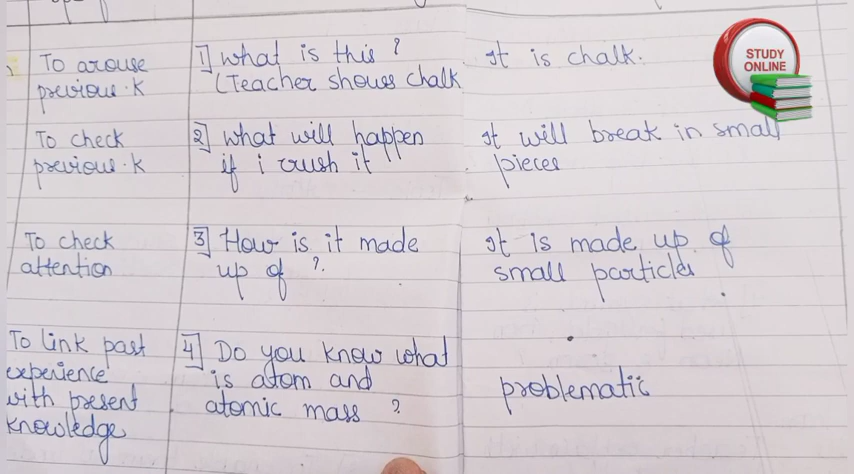 To arouse
previous.k
1] what is this ?
(Teacher shows chalk
It is chalk.
To check
previous.k
2] what will happen
if i crush it
It will break in small
pieces
To check
attention
3] How is it made
up of ?.
It is made up of
small particles
To link past
experience
with present
knowledge
4] Do you know what
is atom and
atomic mass ?
problematic
STUDY
ONLINE